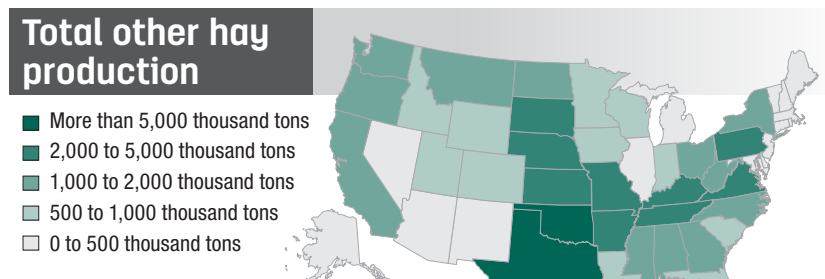 Total other hay
production
More than 5,000 thousand tons
2,000 to 5,000 thousand tons
1,000 to 2,000 thousand tons
500 to 1,000 thousand tons
0 to 500 thousand tons